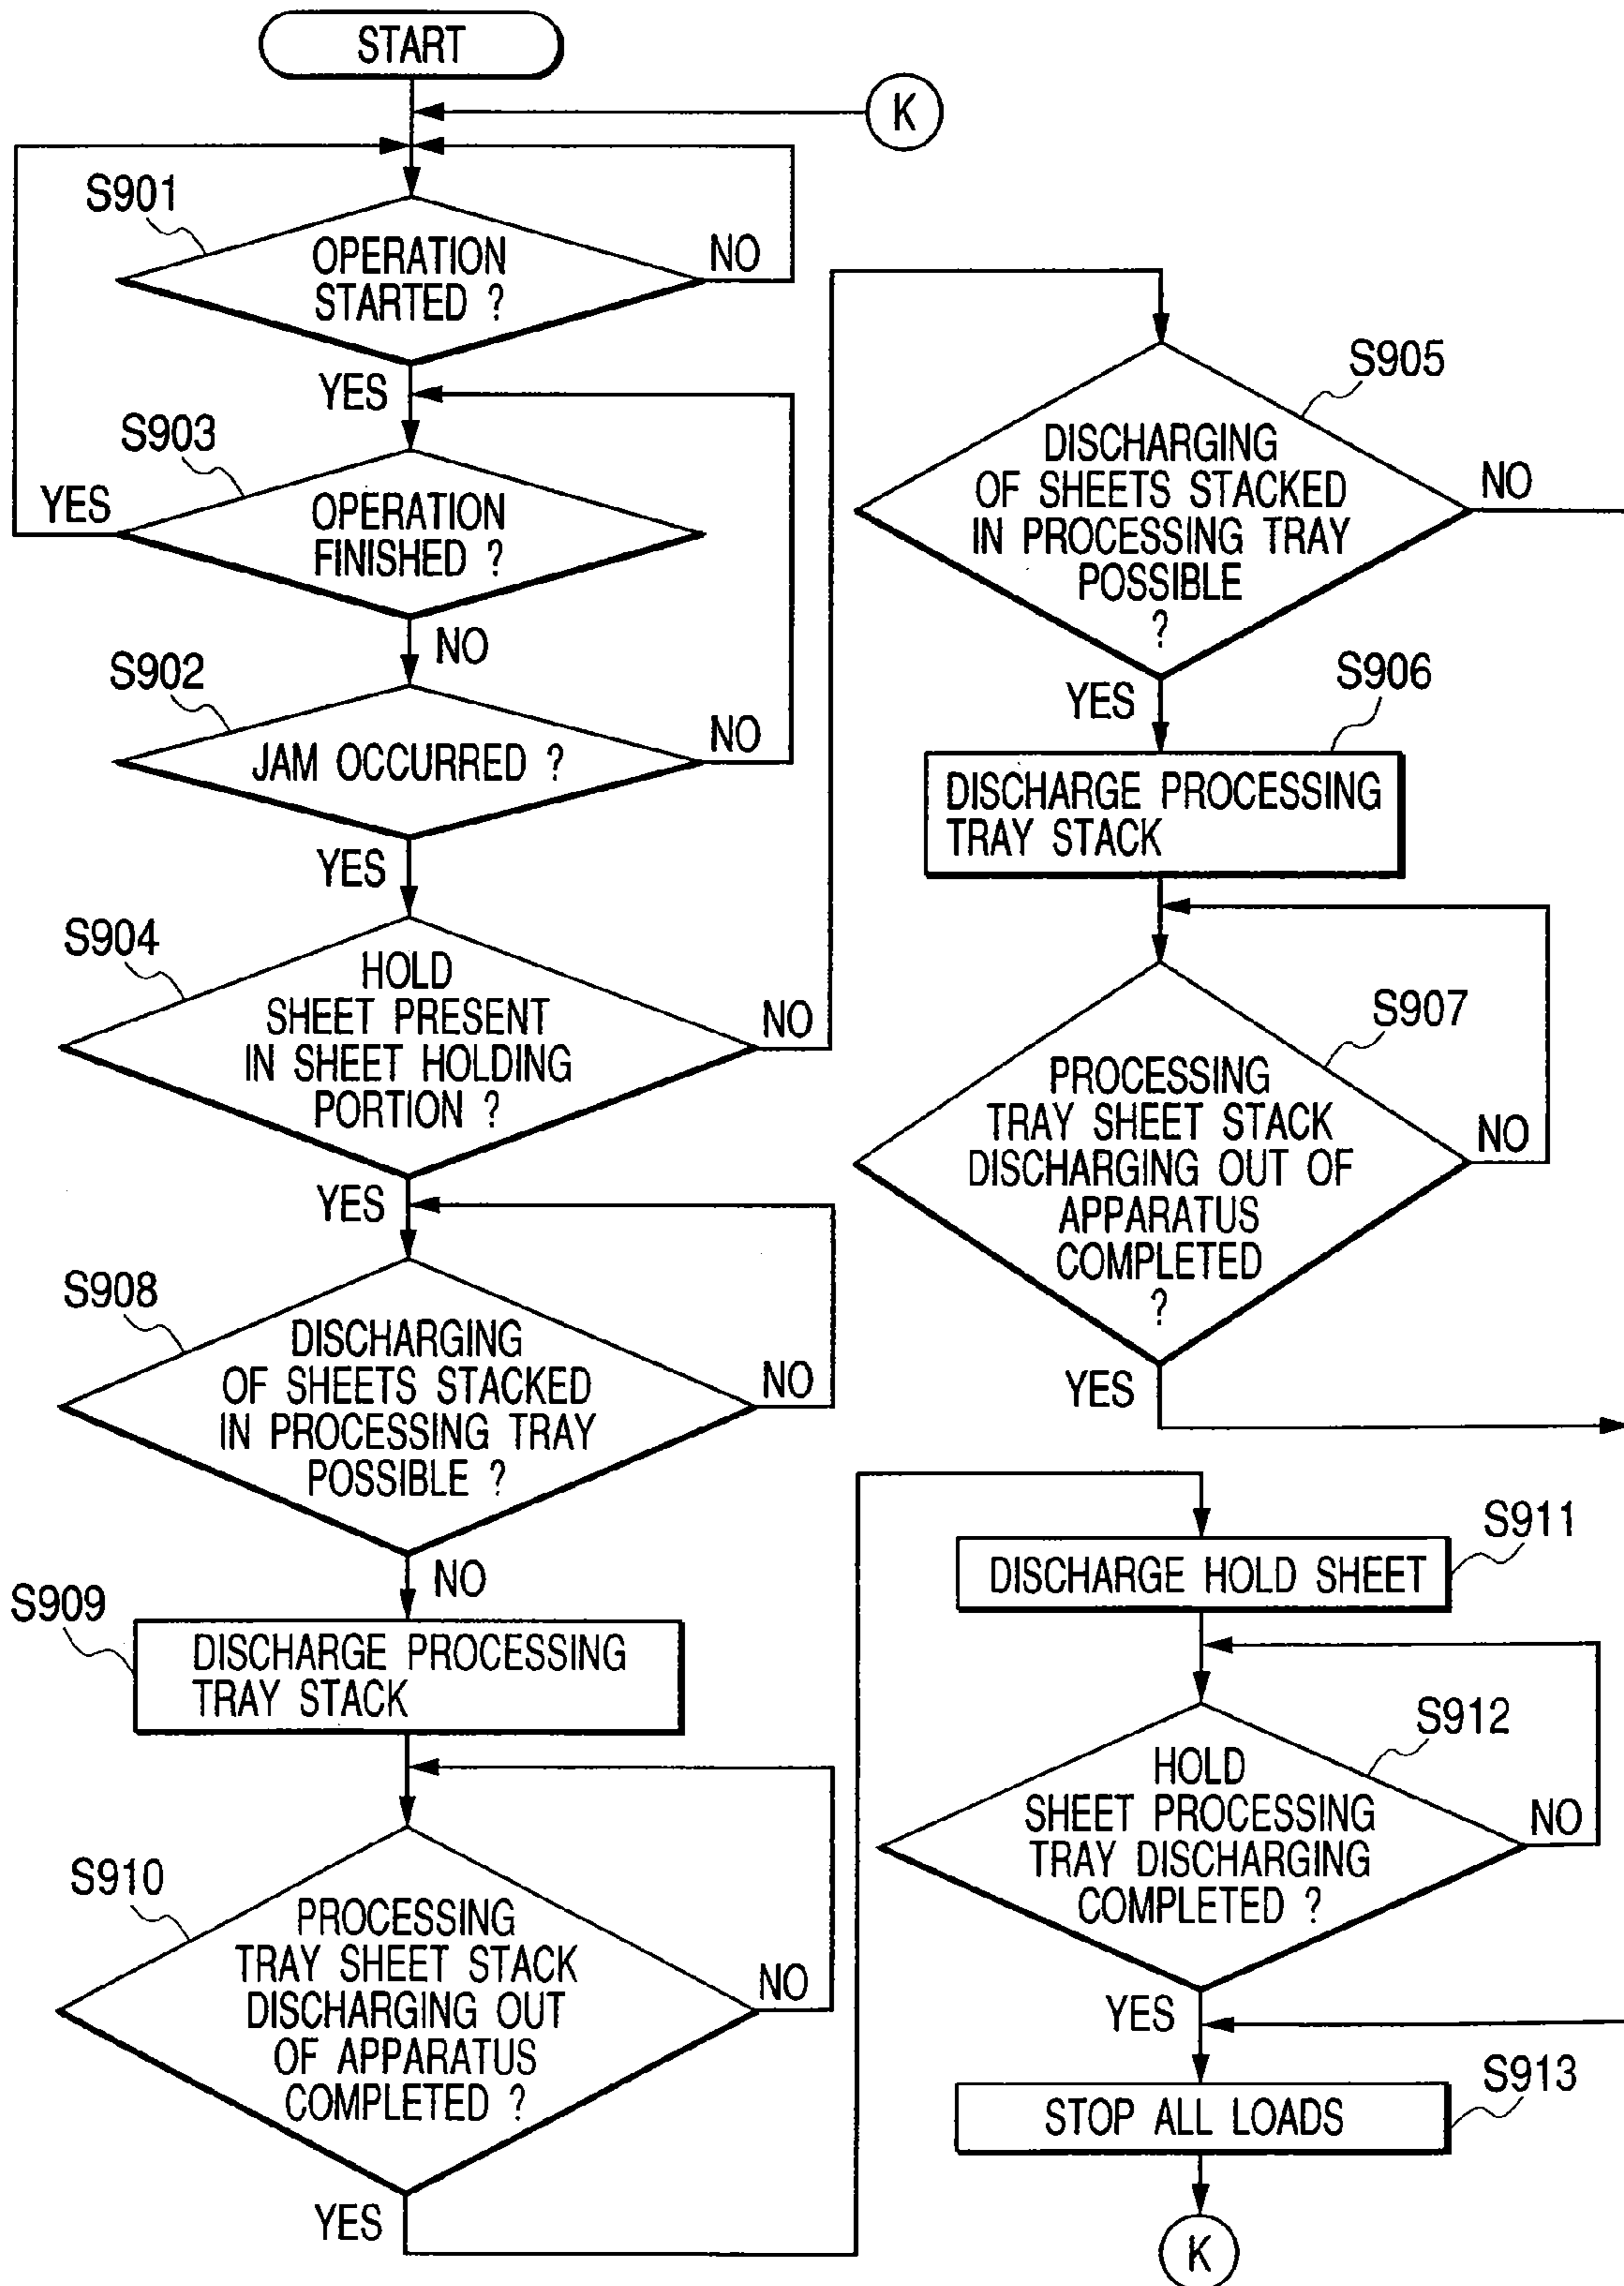 START
K
S901
OPERATION
STARTED ?
NO
YES
S903
OPERATION
FINISHED ?
YES
NO
S902
JAM OCCURRED ?
NO
YES
S904
HOLD
SHEET PRESENT
IN SHEET HOLDING
PORTION ?
NO
YES
S908
DISCHARGING
OF SHEETS STACKED
IN PROCESSING TRAY
POSSIBLE ?
NO
NO
S909
DISCHARGE PROCESSING
TRAY STACK
S910
PROCESSING
TRAY SHEET STACK
DISCHARGING OUT
OF APPARATUS
COMPLETED ?
NO
YES
S905
DISCHARGING
OF SHEETS STACKED
IN PROCESSING TRAY
POSSIBLE
?
NO
YES
S906
DISCHARGE PROCESSING
TRAY STACK
S907
PROCESSING
TRAY SHEET STACK
DISCHARGING OUT OF
APPARATUS
COMPLETED
?
NO
YES
S911
DISCHARGE HOLD SHEET
S912
HOLD
SHEET PROCESSING
TRAY DISCHARGING
COMPLETED ?
NO
YES
S913
STOP ALL LOADS
K